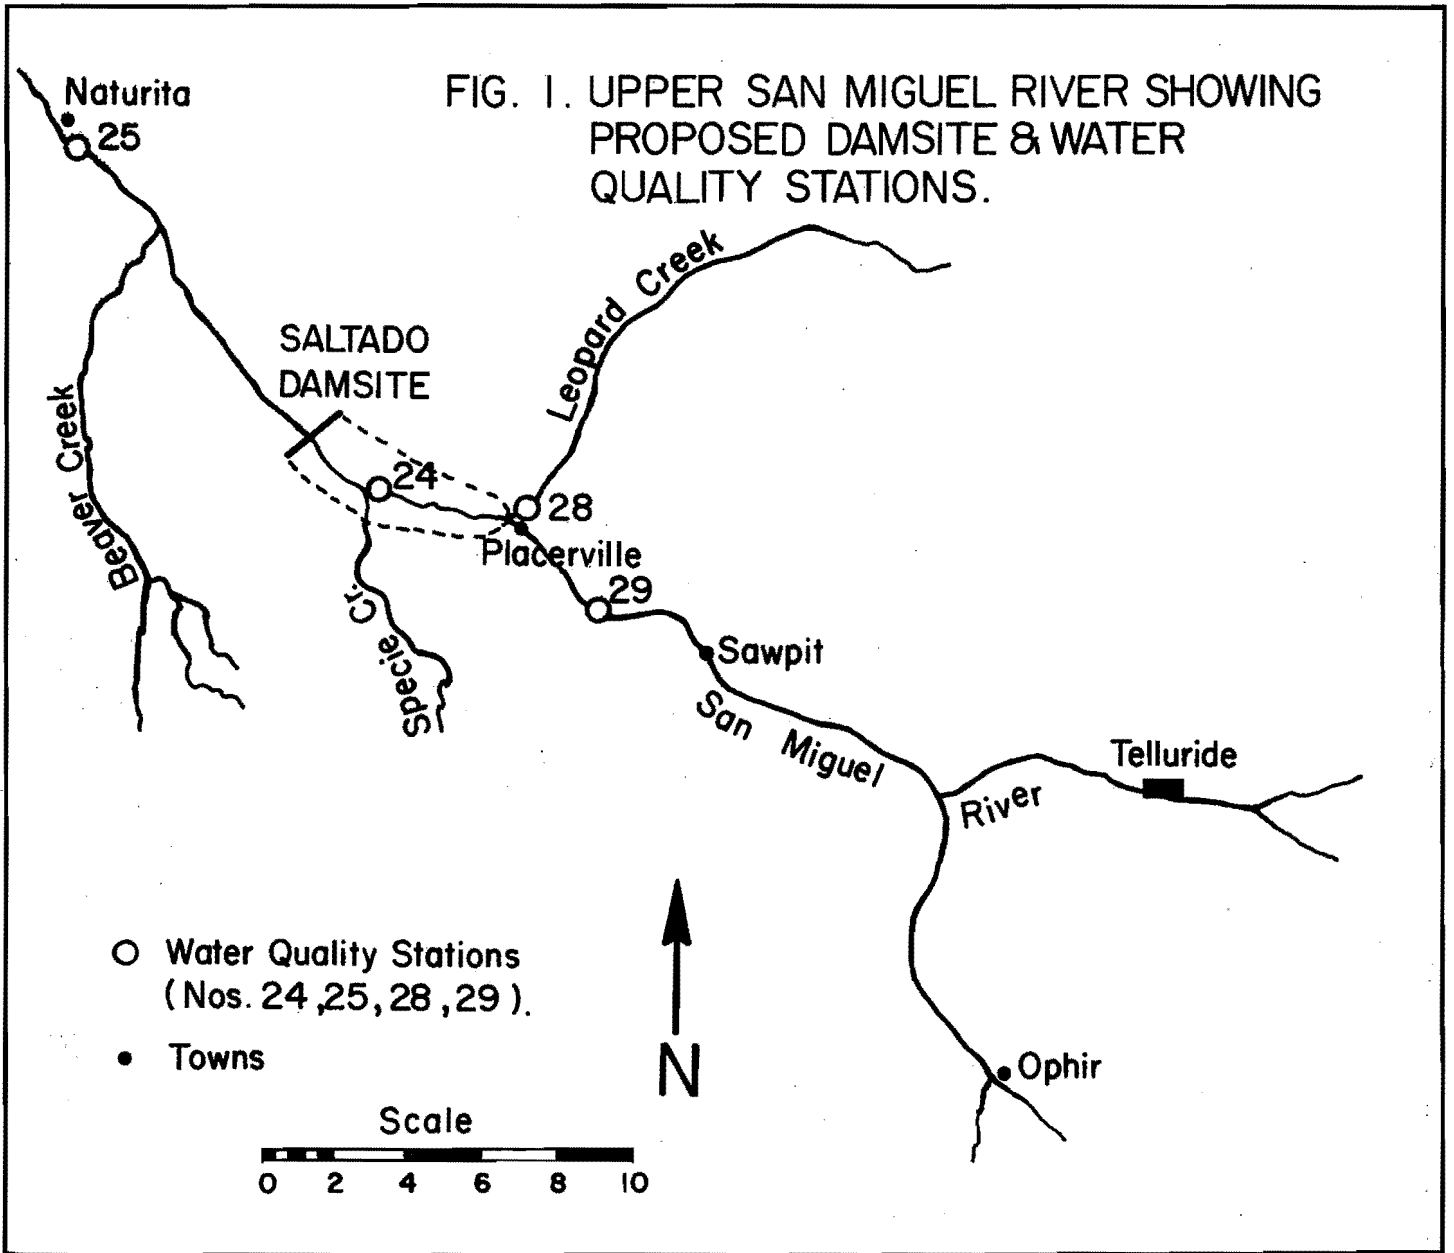 FIG. 1. UPPER SAN MIGUEL RIVER SHOWING
PROPOSED DAMSITE & WATER
QUALITY STATIONS.
Naturita
25
Leopard Creek
SALTADO
DAMSITE
Beaver Creek
24
28
Placerville
29
Specie Cr.
Sawpit
San Miguel River
Telluride
Ophir
Water Quality Stations
(Nos. 24,25,28,29).
Towns
N
Scale
0 2 4 6 8 10